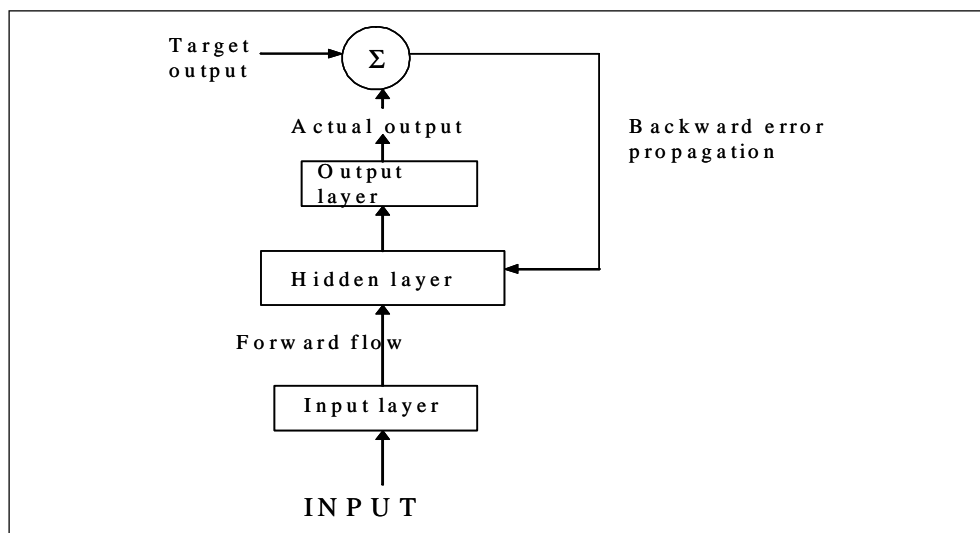 Target
output
Σ
Actual output
Backward error
propagation
Output
layer
Hidden layer
Forward flow
Input layer
INPUT